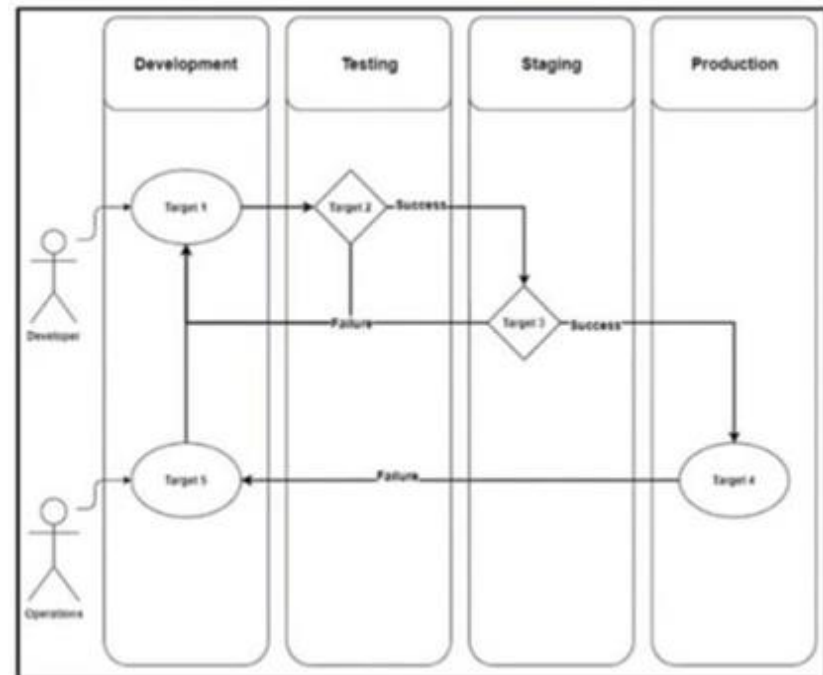 Development
Testing
Staging
Production
Target 1
Target 2
Success
Developer
Failure
Target 3
Success
Target 5
Failure
Target 4
Operations